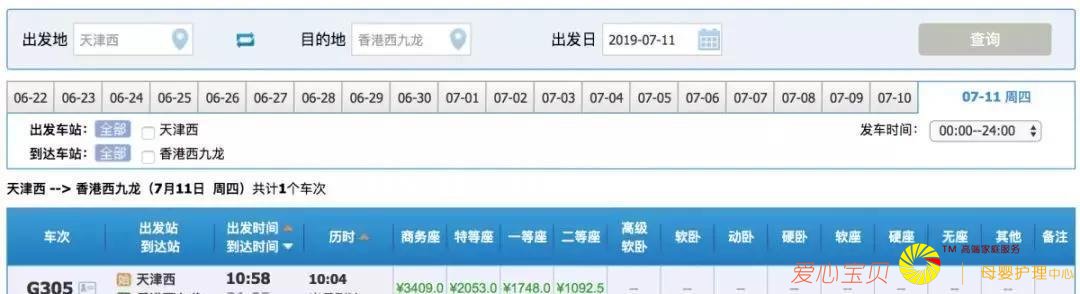 出发地 天津西 目的地 香港西九龙 出发日 2019-07-11 查询
06-22 06-23 06-24 06-25 06-26 06-27 06-28 06-29 06-30 07-01 07-02 07-03 07-04 07-05 07-06 07-07 07-08 07-09 07-10 07-11 周四
出发车站： 全部 天津西 发车时间： 00:00--24:00
到达车站： 全部 香港西九龙
天津西 --> 香港西九龙（7月11日 周四）共计1个车次
车次 出发站 到达站 出发时间 到达时间 历时 商务座 特等座 一等座 二等座 高级软卧 软卧 动卧 硬卧 软座 硬座 无座 其他 备注
G305 始 天津西 10:58 10:04 ¥3409.0 ¥2053.0 ¥1748.0 ¥1092.5 -- -- -- -- -- --
爱心宝贝 TM 高端家庭服务 母婴护理中心